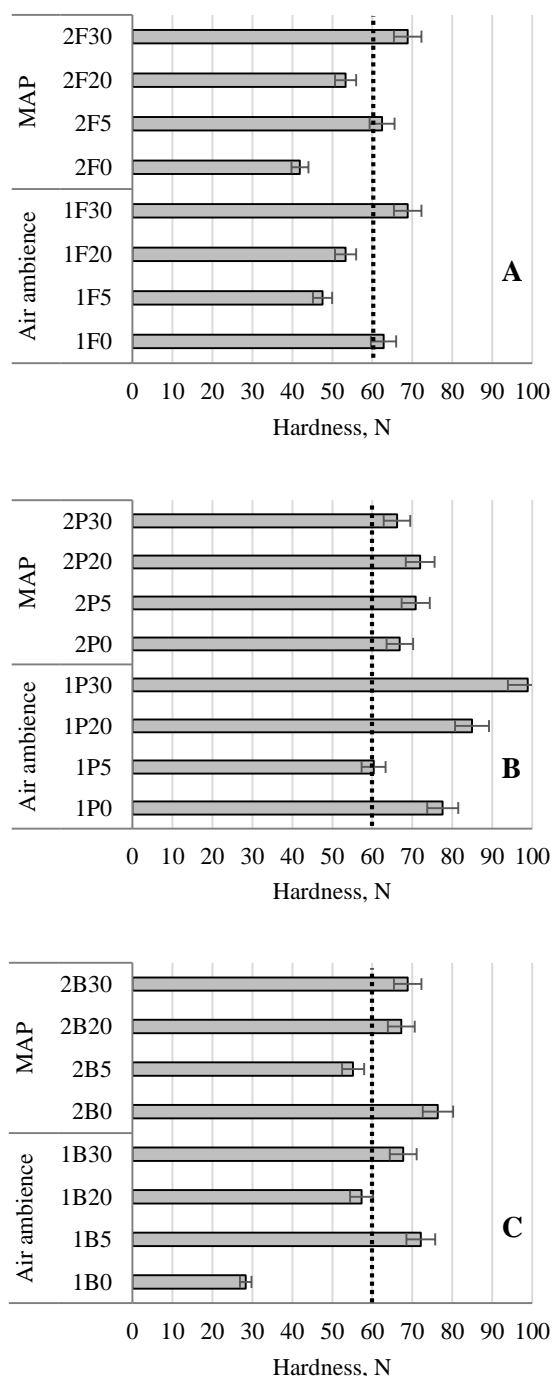 MAP
2F30
2F20
2F5
2F0
Air ambience
1F30
1F20
1F5
1F0
A
0 10 20 30 40 50 60 70 80 90 100
Hardness, N
MAP
2P30
2P20
2P5
2P0
Air ambience
1P30
1P20
1P5
1P0
B
0 10 20 30 40 50 60 70 80 90 100
Hardness, N
MAP
2B30
2B20
2B5
2B0
Air ambience
1B30
1B20
1B5
1B0
C
0 10 20 30 40 50 60 70 80 90 100
Hardness, N